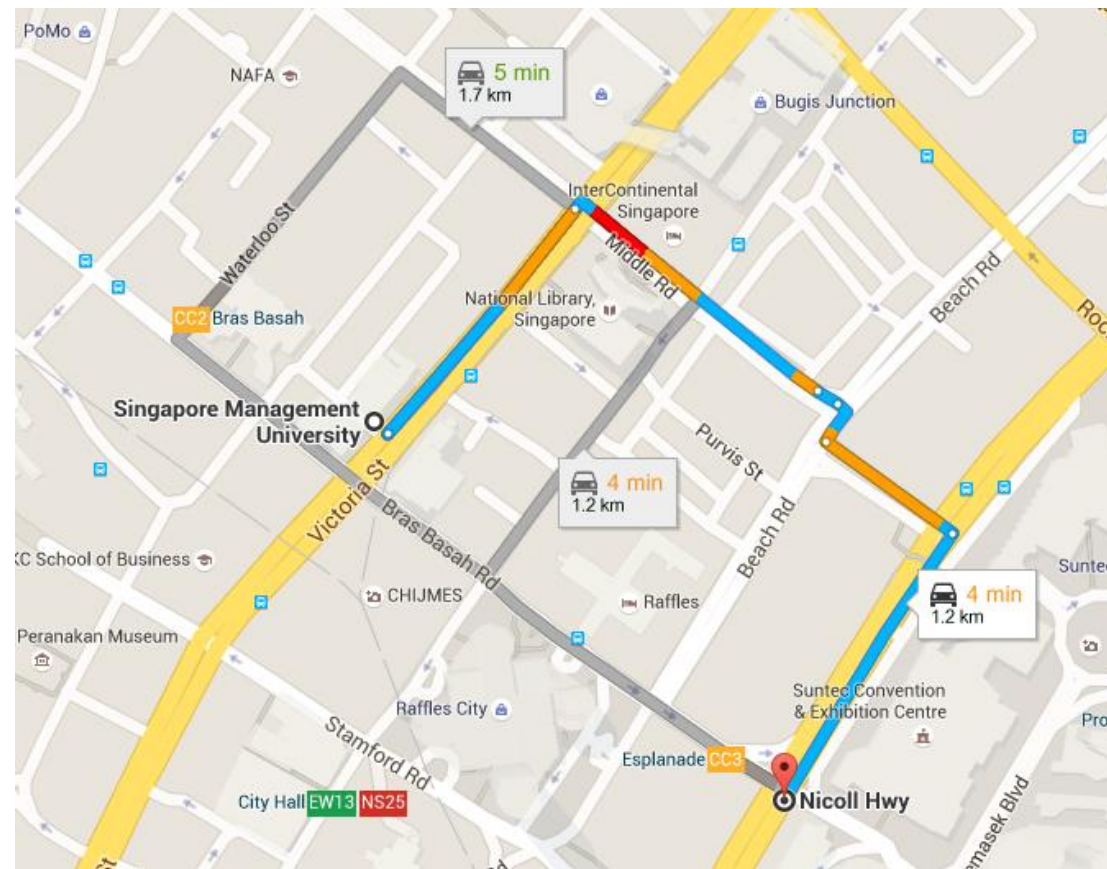 PoMo
NAFA
5 min
1.7 km
Bugis Junction
InterContinental
Singapore
Waterloo St
Middle Rd
Beach Rd
National Library,
Singapore
CC2 Bras Basah
Singapore Management
University
Purvis St
Victoria St
4 min
1.2 km
Bras Basah Rd
Beach Rd
KC School of Business
CHIJMES
Raffles
4 min
1.2 km
Peranakan Museum
Suntec Convention
& Exhibition Centre
Raffles City
Stamford Rd
Esplanade CC3
City Hall EW13 NS25
Nicoll Hwy